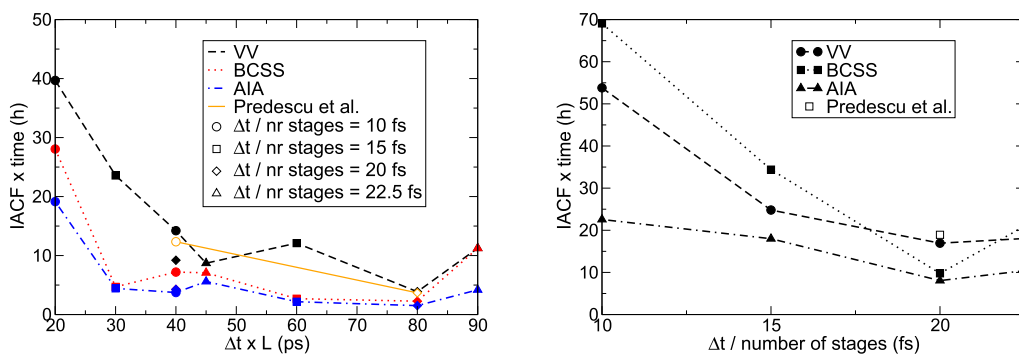 50
40
30
20
10
0
IACF x time (h)
VV
BCSS
AIA
Predescu et al.
Δt / nr stages = 10 fs
Δt / nr stages = 15 fs
Δt / nr stages = 20 fs
Δt / nr stages = 22.5 fs
20 30 40 50 60 70 80 90
Δt x L (ps)
70
60
50
40
30
20
10
0
IACF x time (h)
VV
BCSS
AIA
Predescu et al.
10 15 20
Δt / number of stages (fs)